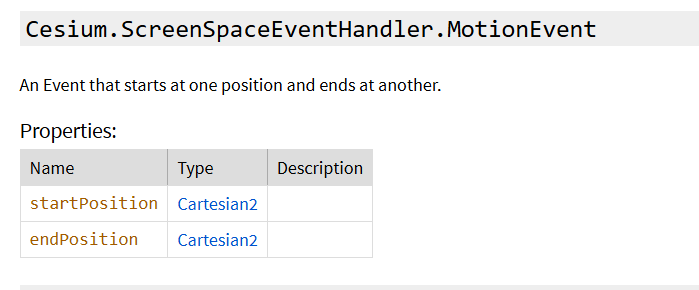 Cesium.ScreenSpaceEventHandler.MotionEvent
An Event that starts at one position and ends at another.
Properties:
Name Type Description
startPosition Cartesian2
endPosition Cartesian2